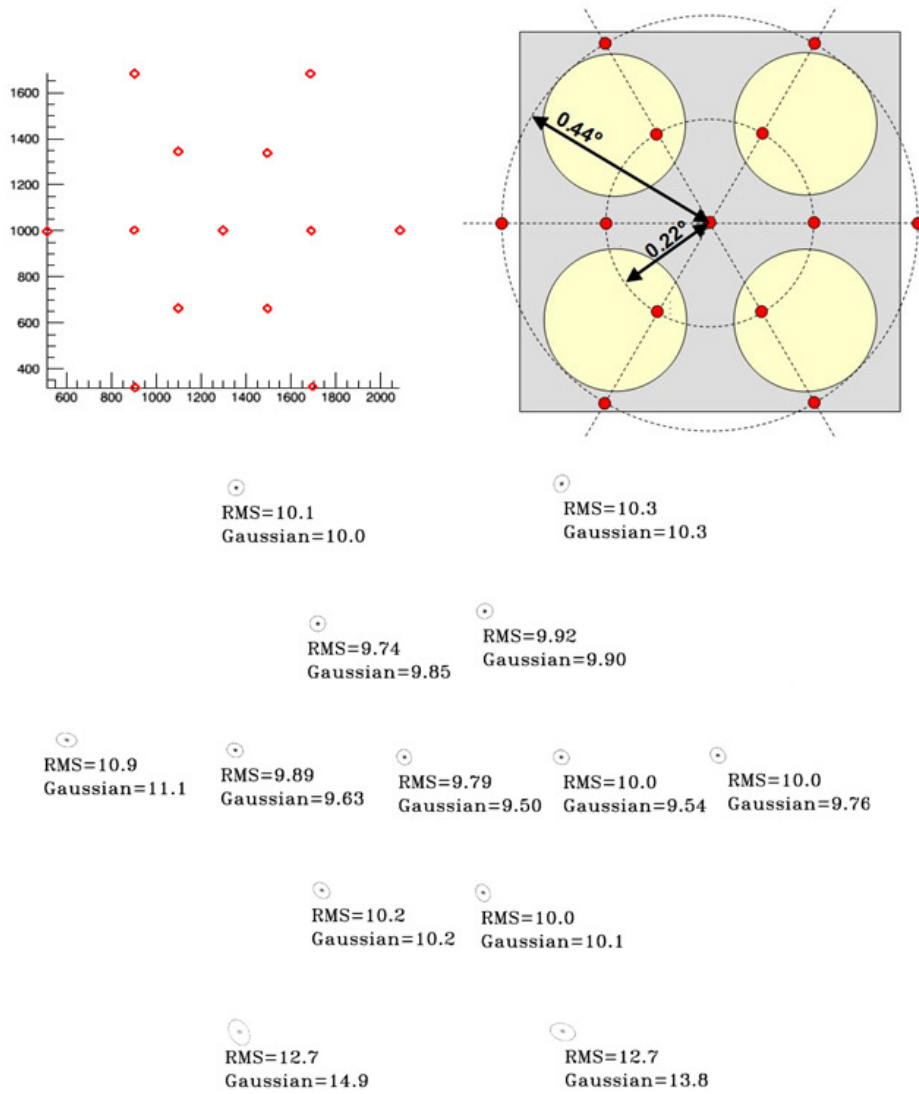 1600
1400
1200
1000
800
600
400
600 800 1000 1200 1400 1600 1800 2000
0.44°
0.22°
RMS=10.1
Gaussian=10.0
RMS=10.3
Gaussian=10.3
RMS=9.74
Gaussian=9.85
RMS=9.92
Gaussian=9.90
RMS=10.9
Gaussian=11.1
RMS=9.89
Gaussian=9.63
RMS=9.79
Gaussian=9.50
RMS=10.0
Gaussian=9.54
RMS=10.0
Gaussian=9.76
RMS=10.2
Gaussian=10.2
RMS=10.0
Gaussian=10.1
RMS=12.7
Gaussian=14.9
RMS=12.7
Gaussian=13.8